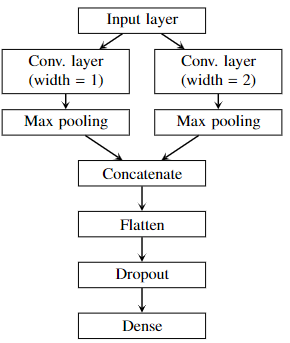 Input layer
Conv. layer
(width = 1)
Conv. layer
(width = 2)
Max pooling
Max pooling
Concatenate
Flatten
Dropout
Dense